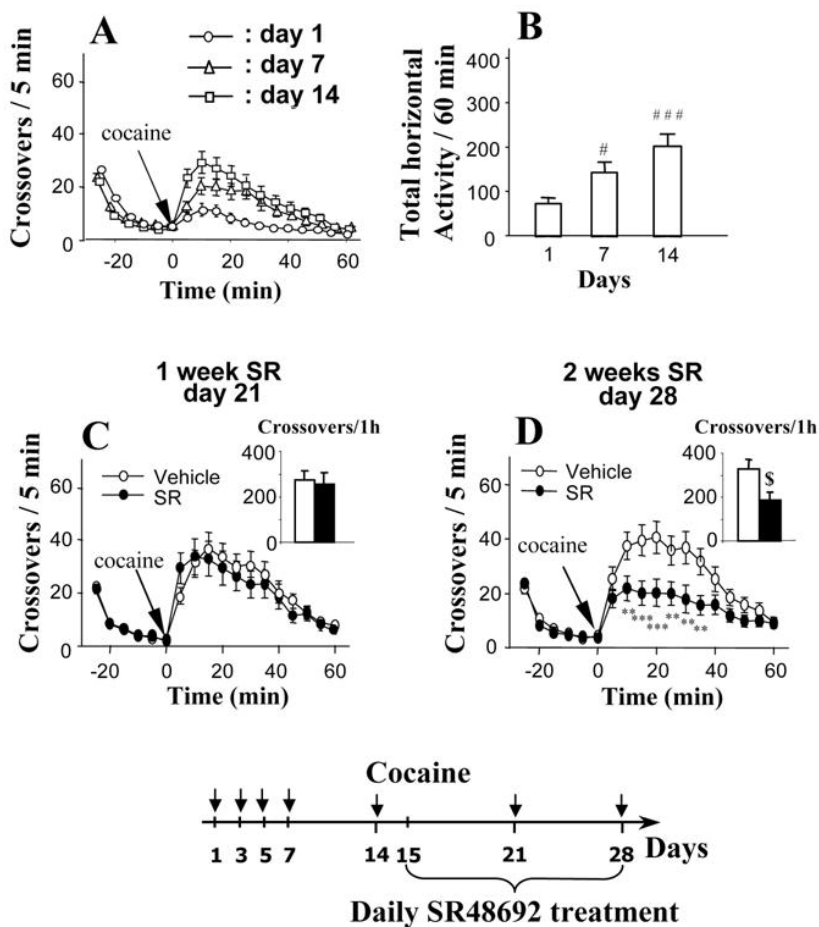 A
: day 1
: day 7
: day 14
60
40
20
0
Crossovers / 5 min
cocaine
-20 0 20 40 60
Time (min)
B
400
300
200
100
0
Total horizontal
Activity / 60 min
#
###
1 7 14
Days
1 week SR
day 21
C
Crossovers/1h
400
200
0
Vehicle
SR
60
40
20
0
Crossovers / 5 min
cocaine
-20 0 20 40 60
Time (min)
2 weeks SR
day 28
D
Crossovers/1h
400
200
0
$
Vehicle
SR
60
40
20
0
Crossovers / 5 min
cocaine
** *** *** ** ** **
-20 0 20 40 60
Time (min)
Cocaine
1 3 5 7 14 15 21 28 Days
Daily SR48692 treatment